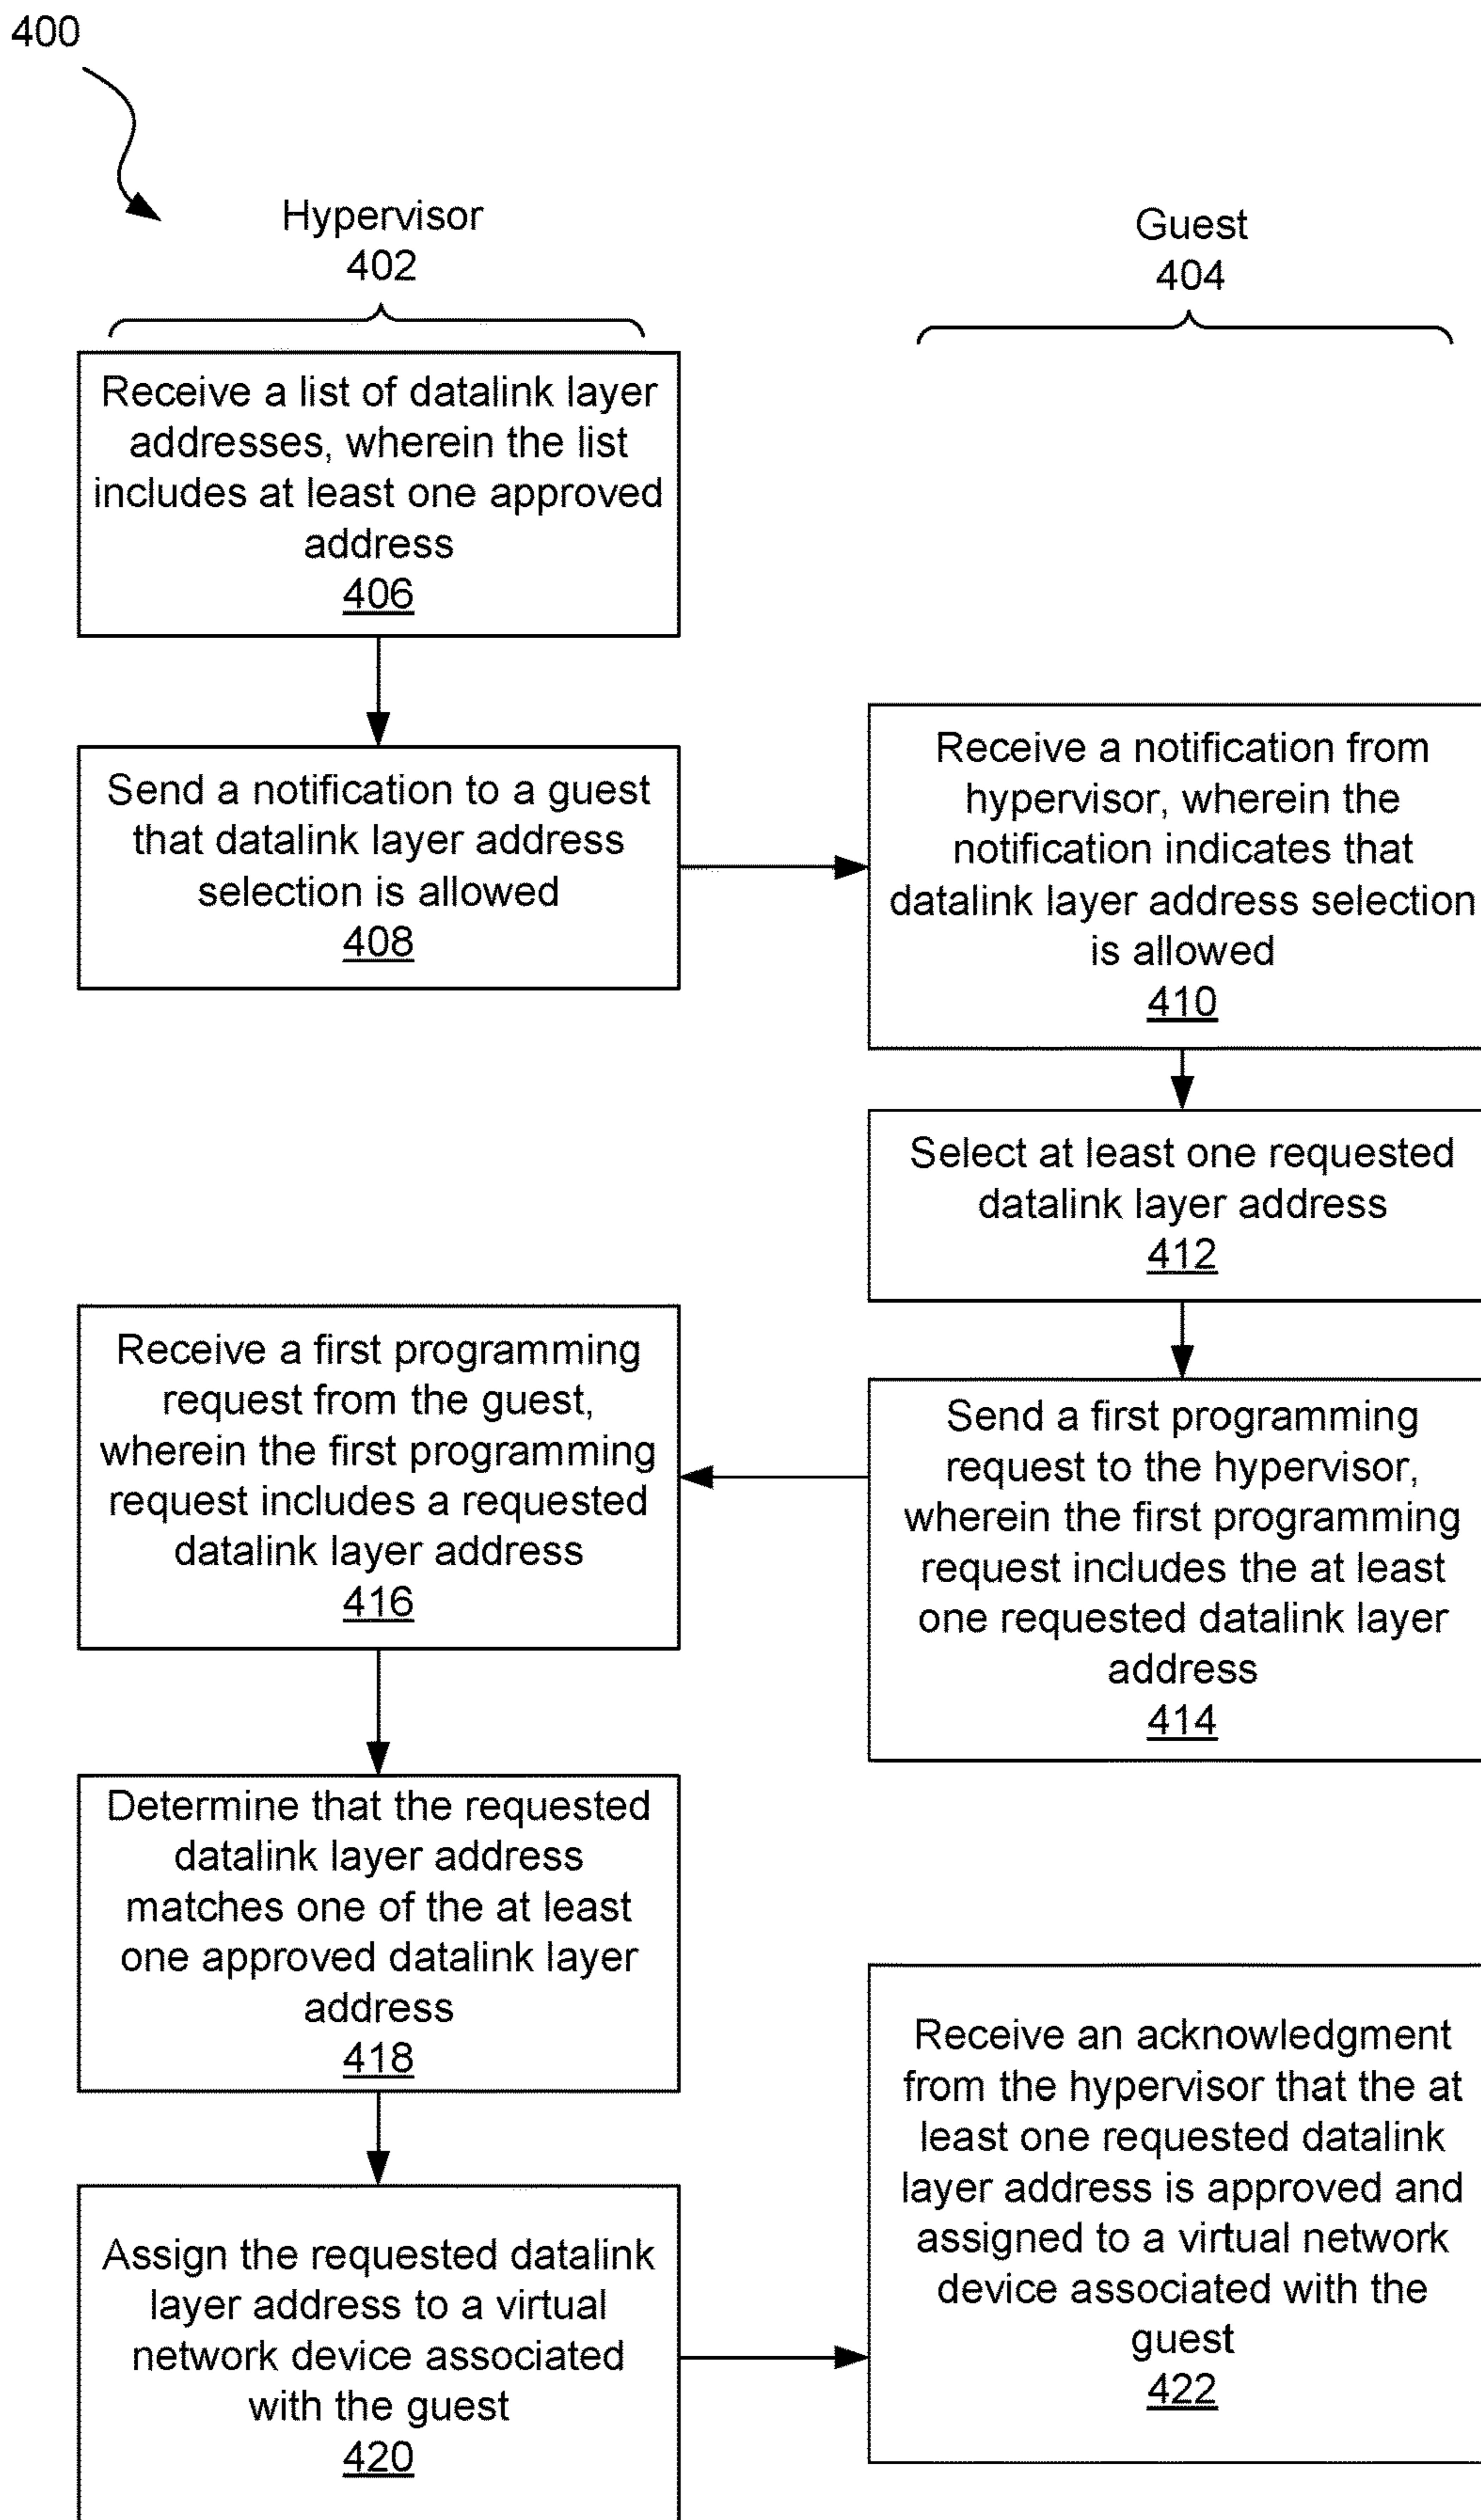 400
Hypervisor
402
Guest
404
Receive a list of datalink layer
addresses, wherein the list
includes at least one approved
address
406
Send a notification to a guest
that datalink layer address
selection is allowed
408
Receive a notification from
hypervisor, wherein the
notification indicates that
datalink layer address selection
is allowed
410
Select at least one requested
datalink layer address
412
Send a first programming
request to the hypervisor,
wherein the first programming
request includes the at least
one requested datalink layer
address
414
Receive a first programming
request from the guest,
wherein the first programming
request includes a requested
datalink layer address
416
Determine that the requested
datalink layer address
matches one of the at least
one approved datalink layer
address
418
Assign the requested datalink
layer address to a virtual
network device associated
with the guest
420
Receive an acknowledgment
from the hypervisor that the at
least one requested datalink
layer address is approved and
assigned to a virtual network
device associated with the
guest
422